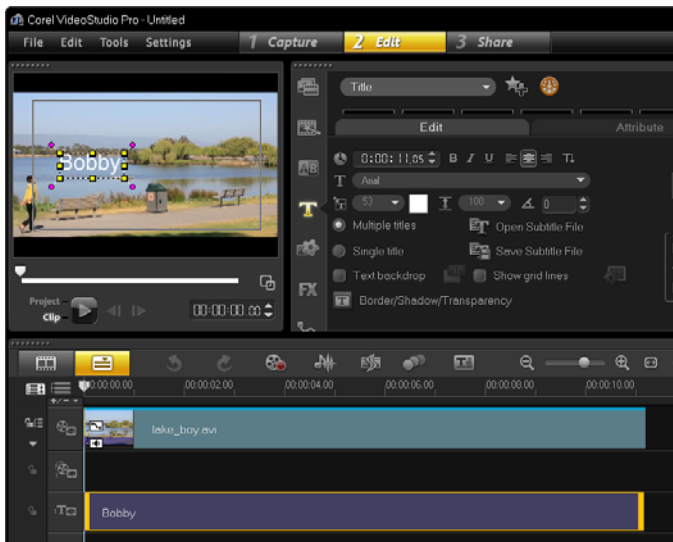 Corel VideoStudio Pro - Untitled
File Edit Tools Settings 1 Capture 2 Edit 3 Share
Title
Edit Attribute
0:00:11.05 B I U
Arial
53 100 0
Multiple titles Open Subtitle File
Single title Save Subtitle File
Text backdrop Show grid lines
Border/Shadow/Transparency
AB
T
FX
Bobby
Project
Clip
00:00:00.00
00:00:00.00 00:00:02.00 00:00:04.00 00:00:06.00 00:00:08.00 00:00:10.00
lake_boy.avi
Bobby